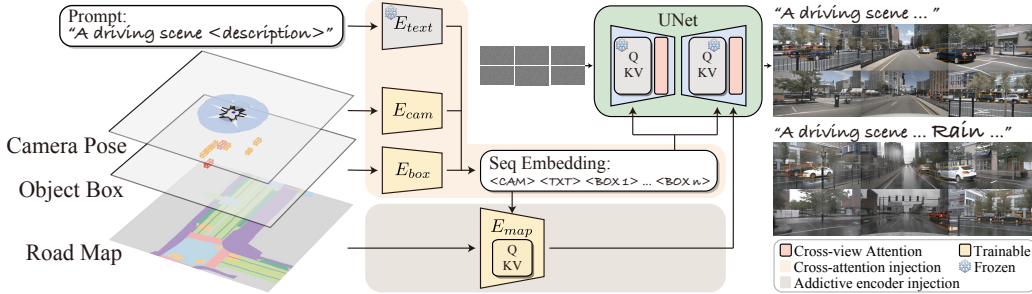 Prompt:
"A driving scene <description>"
Camera Pose
Object Box
Road Map
E_text
E_cam
E_box
Seq Embedding:
<CAM> <TXT> <BOX 1> ... <BOX n>
E_map
Q
KV
UNet
Q
KV
Q
KV
"A driving scene ... "
"A driving scene ... Rain ..."
Cross-view Attention
Trainable
Cross-attention injection
Frozen
Addictive encoder injection